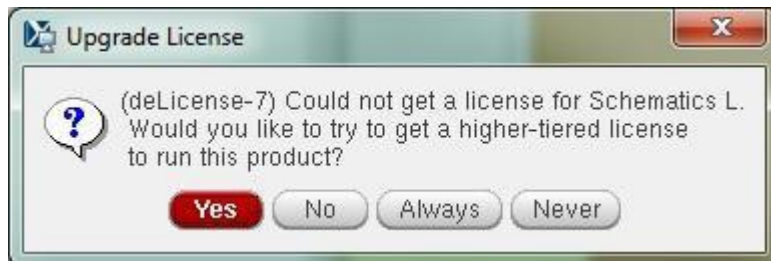 Upgrade License
(deLicense-7) Could not get a license for Schematics L.
Would you like to try to get a higher-tiered license
to run this product?
Yes No Always Never